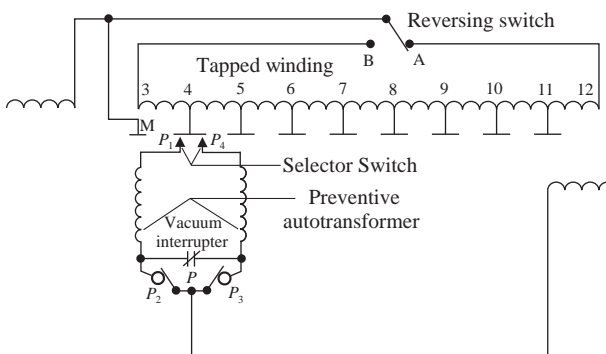 Reversing switch
B A
Tapped winding
3 4 5 6 7 8 9 10 11 12
M
P1 P4
Selector Switch
Preventive
autotransformer
Vacuum
interrupter
P
P2 P3